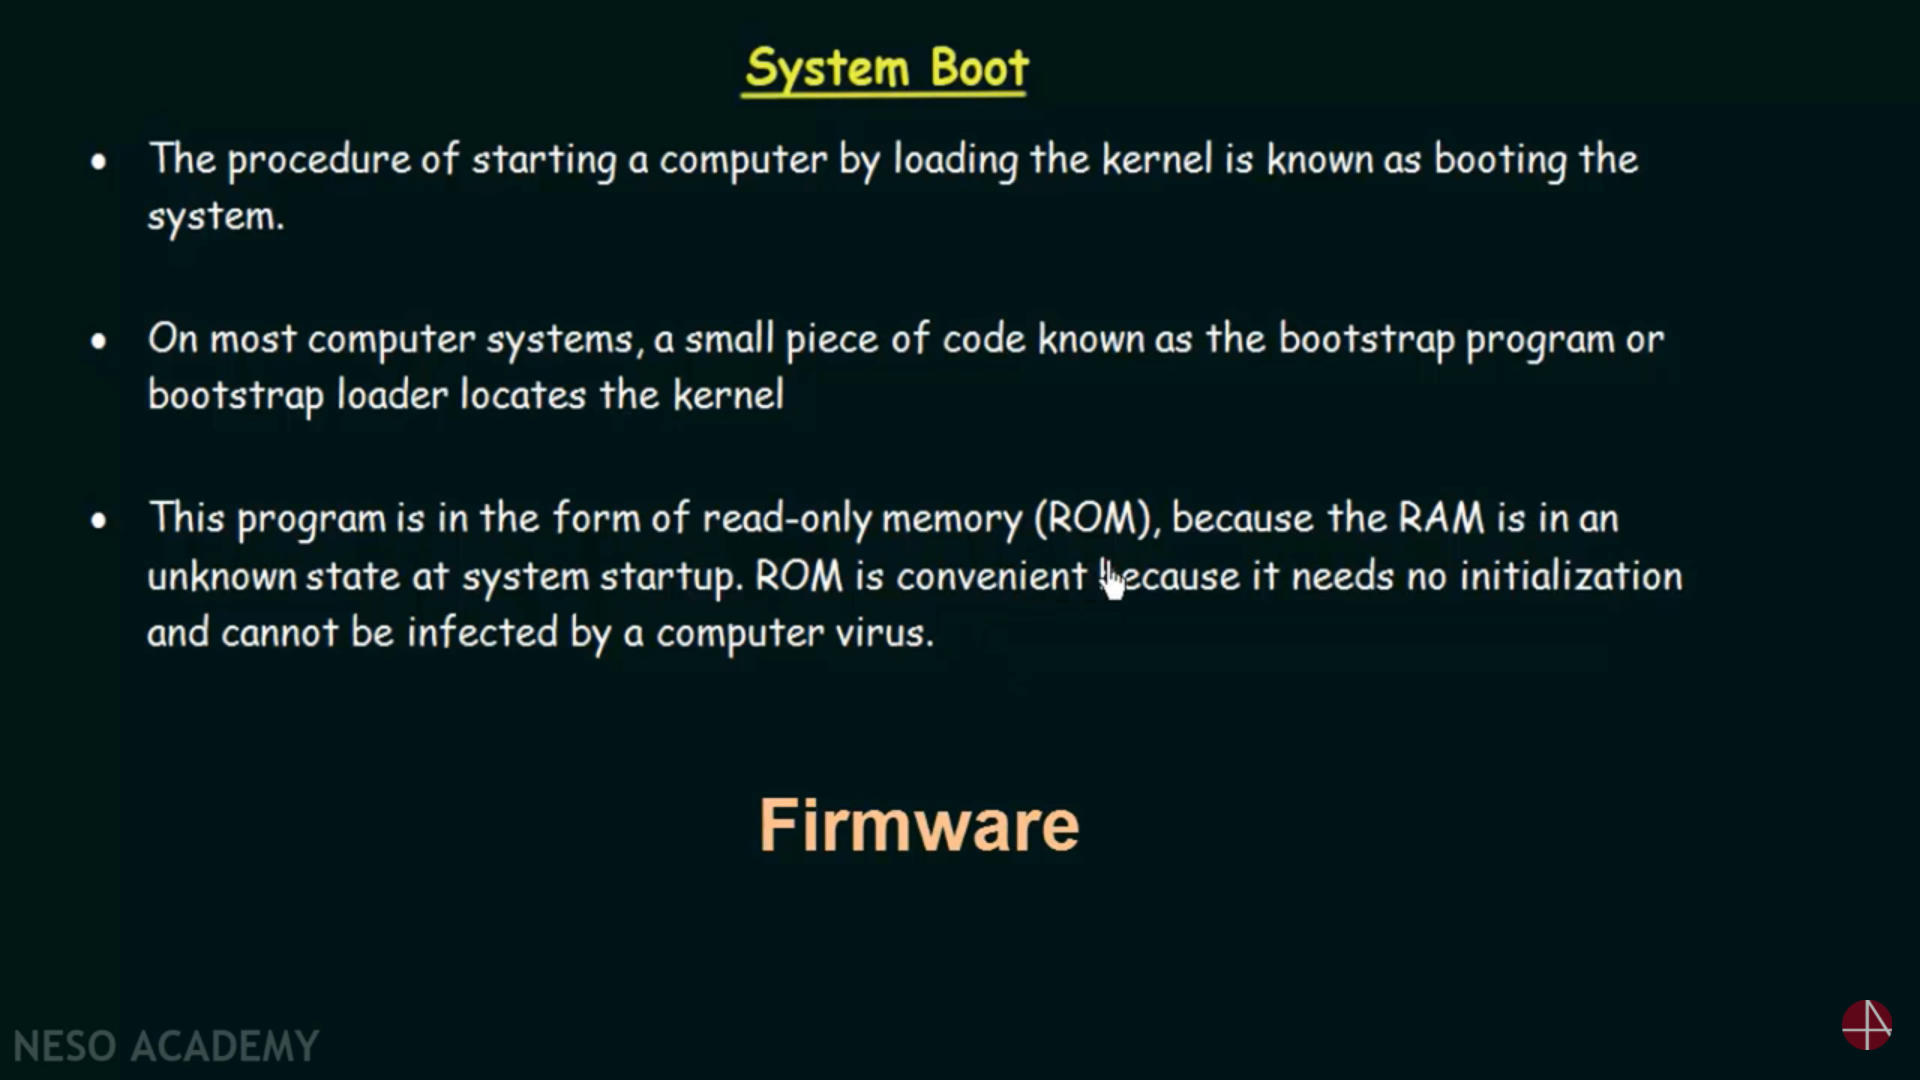 System Boot
• The procedure of starting a computer by loading the kernel is known as booting the
system.
• On most computer systems, a small piece of code known as the bootstrap program or
bootstrap loader locates the kernel
• This program is in the form of read-only memory (ROM), because the RAM is in an
unknown state at system startup. ROM is convenient because it needs no initialization
and cannot be infected by a computer virus.
Firmware
NESO ACADEMY